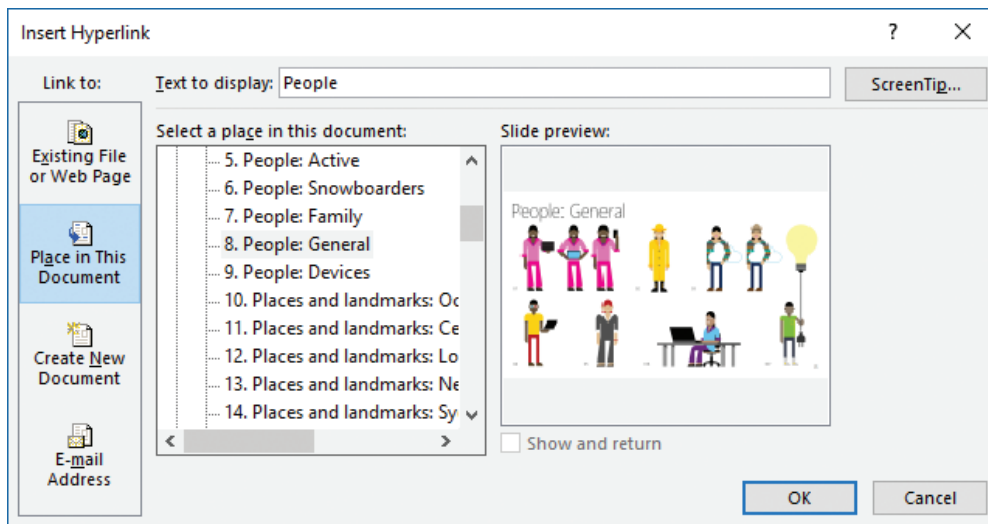 Insert Hyperlink
?
Link to:
Text to display: People
ScreenTip...
Existing File
or Web Page
Place in This
Document
Create New
Document
E-mail
Address
Select a place in this document:
5. People: Active
6. People: Snowboarders
7. People: Family
8. People: General
9. People: Devices
10. Places and landmarks: Oc
11. Places and landmarks: Ce
12. Places and landmarks: Lo
13. Places and landmarks: Ne
14. Places and landmarks: Sy
Slide preview:
People: General
Show and return
OK
Cancel